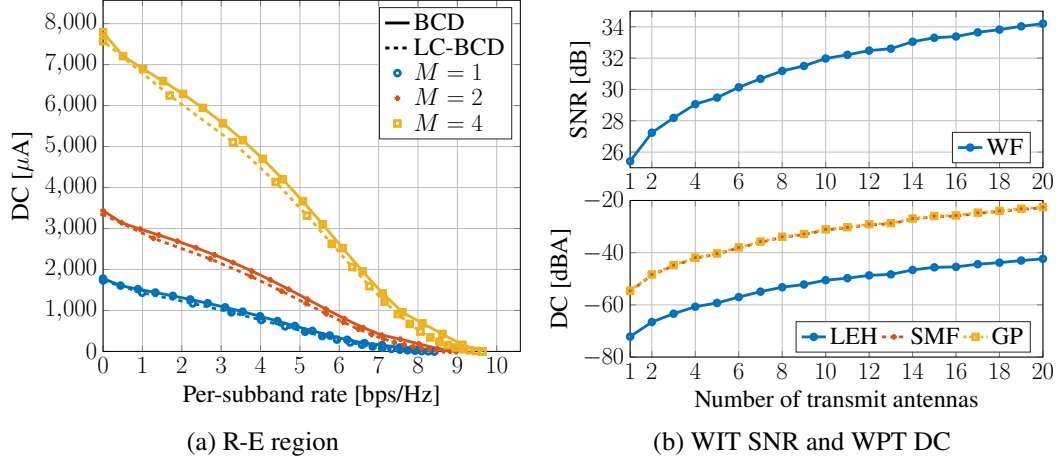 8,000
7,000
6,000
5,000
4,000
3,000
2,000
1,000
0
DC [μA]
BCD
LC-BCD
M = 1
M = 2
M = 4
0 1 2 3 4 5 6 7 8 9 10
Per-subband rate [bps/Hz]
(a) R-E region
34
32
30
28
26
24
SNR [dB]
WF
1 2 4 6 8 10 12 14 16 18 20
−20
−40
−60
−80
DC [dBA]
LEH SMF GP
1 2 4 6 8 10 12 14 16 18 20
Number of transmit antennas
(b) WIT SNR and WPT DC